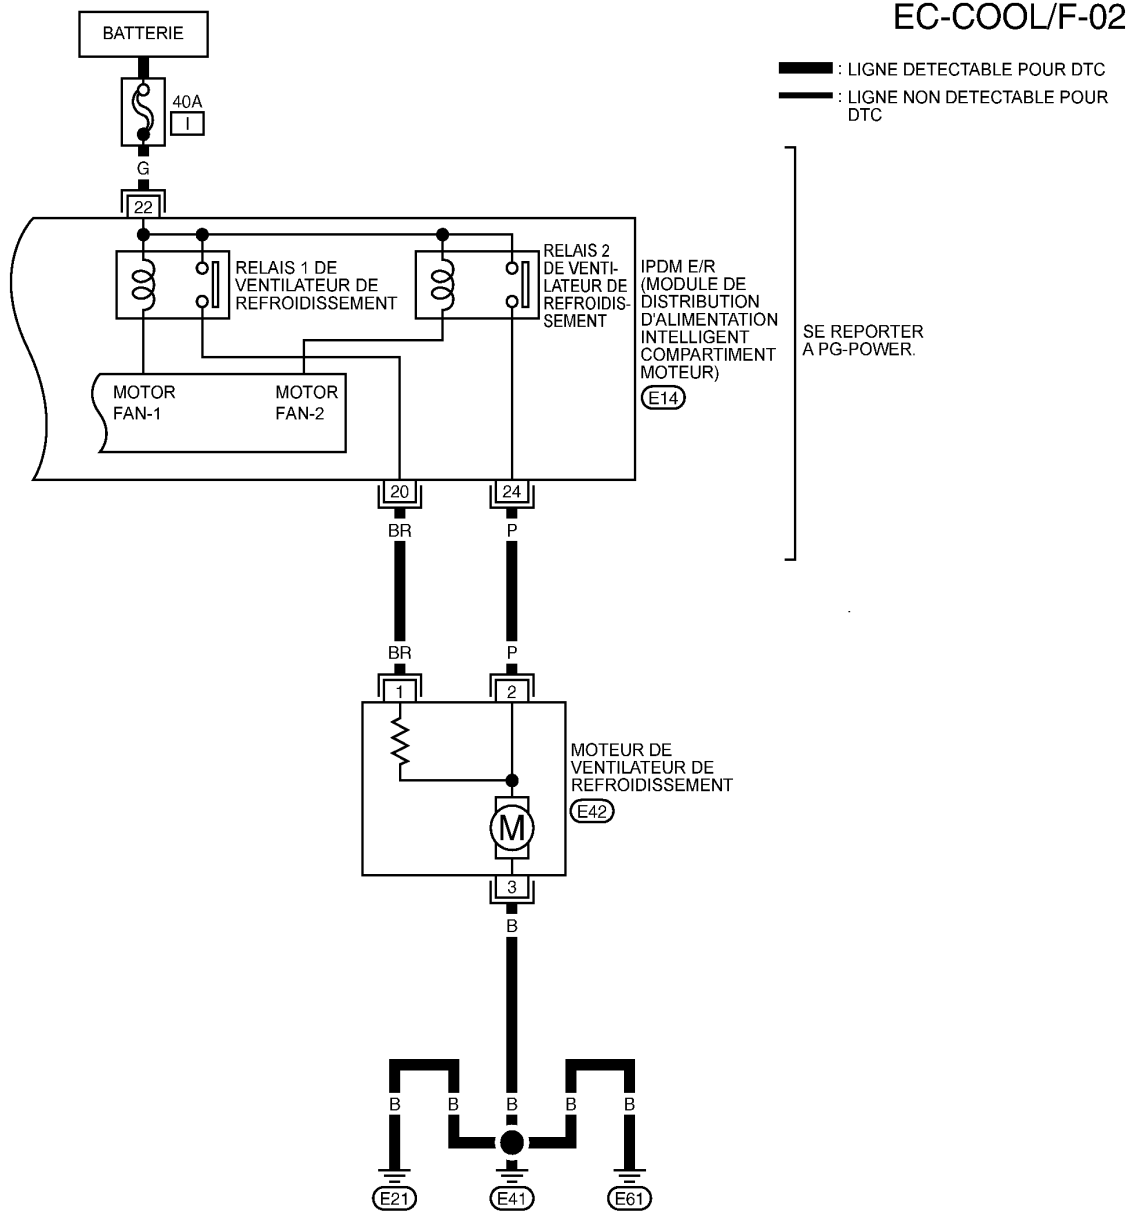 EC-COOL/F-02
BATTERIE
: LIGNE DETECTABLE POUR DTC
: LIGNE NON DETECTABLE POUR
DTC
40A
I
G
22
RELAIS 1 DE
VENTILATEUR DE
REFROIDISSEMENT
RELAIS 2
DE VENTI-
LATEUR DE
REFROIDIS-
SEMENT
IPDM E/R
(MODULE DE
DISTRIBUTION
D'ALIMENTATION
INTELLIGENT
COMPARTIMENT
MOTEUR)
E14
SE REPORTER
A PG-POWER.
MOTOR
FAN-1
MOTOR
FAN-2
20
24
BR
P
BR
P
1
2
MOTEUR DE
VENTILATEUR DE
REFROIDISSEMENT
E42
M
3
B
B
B
B
B
B
E21
E41
E61